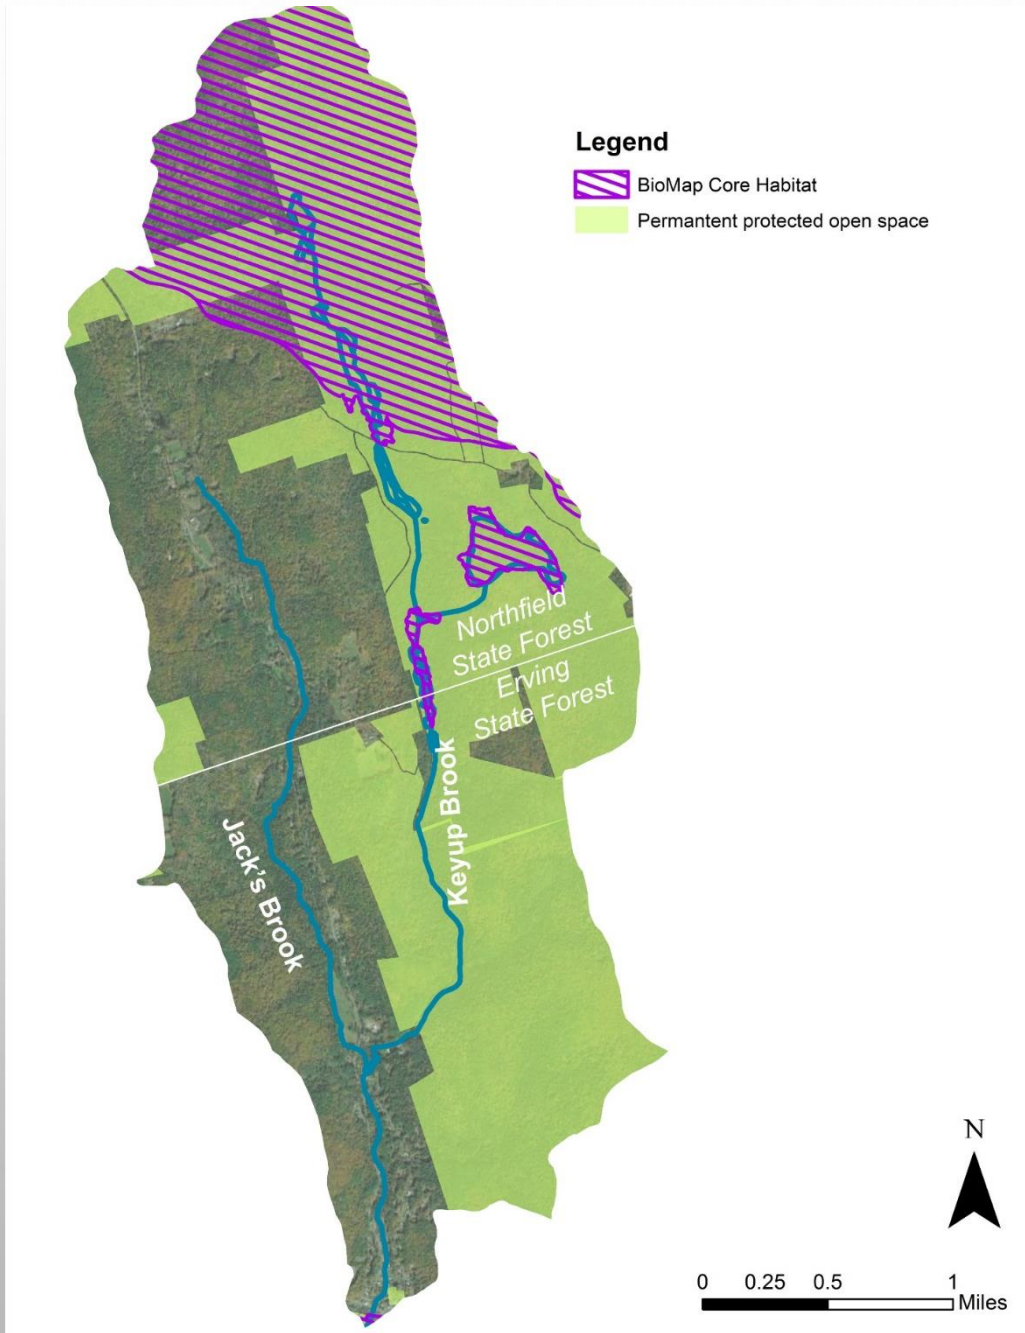 Legend
BioMap Core Habitat
Permantent protected open space
Northfield
State Forest
Erving
State Forest
Keyup Brook
Jack's Brook
N
0 0.25 0.5 1
Miles